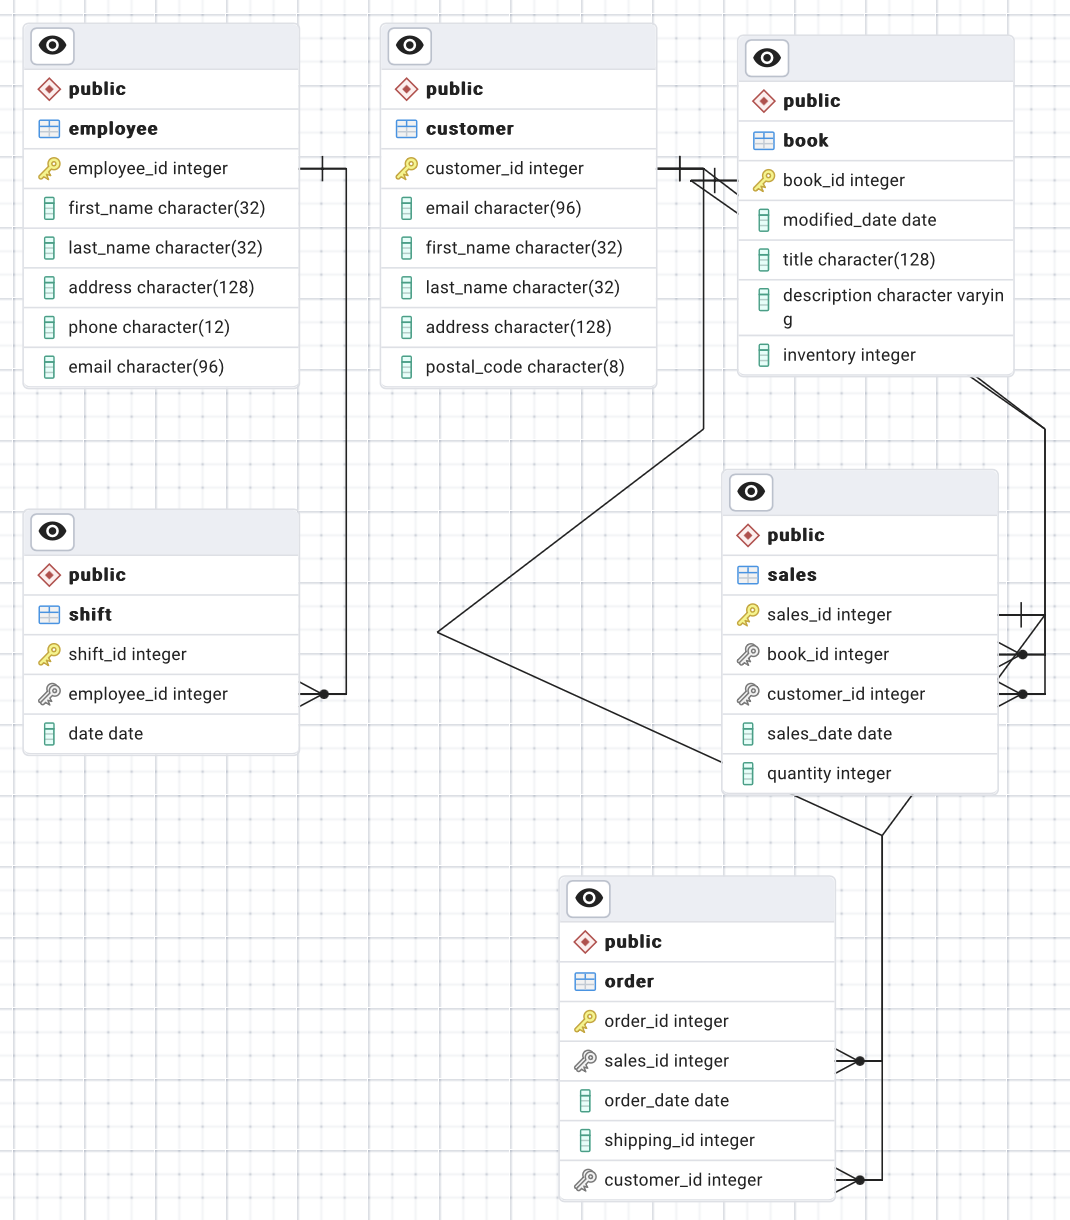 public
employee
employee_id integer
first_name character(32)
last_name character(32)
address character(128)
phone character(12)
email character(96)
public
customer
customer_id integer
email character(96)
first_name character(32)
last_name character(32)
address character(128)
postal_code character(8)
public
book
book_id integer
modified_date date
title character(128)
description character varyin
g
inventory integer
public
shift
shift_id integer
employee_id integer
date date
public
sales
sales_id integer
book_id integer
customer_id integer
sales_date date
quantity integer
public
order
order_id integer
sales_id integer
order_date date
shipping_id integer
customer_id integer